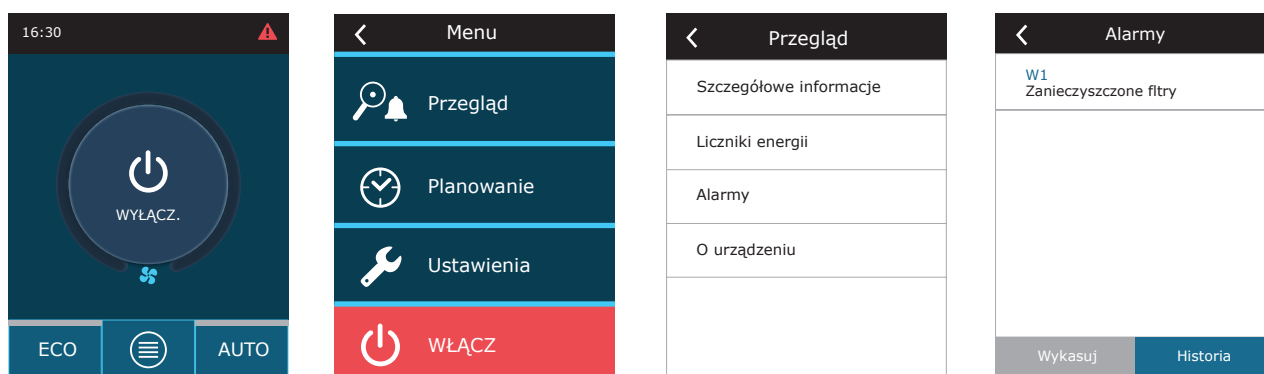 16:30
WYŁĄCZ.
ECO
AUTO
Menu
Przegląd
Planowanie
Ustawienia
WŁĄCZ
Przegląd
Szczegółowe informacje
Liczniki energii
Alarmy
O urządzeniu
Alarmy
W1
Zanieczyszczone fltry
Wykasuj
Historia